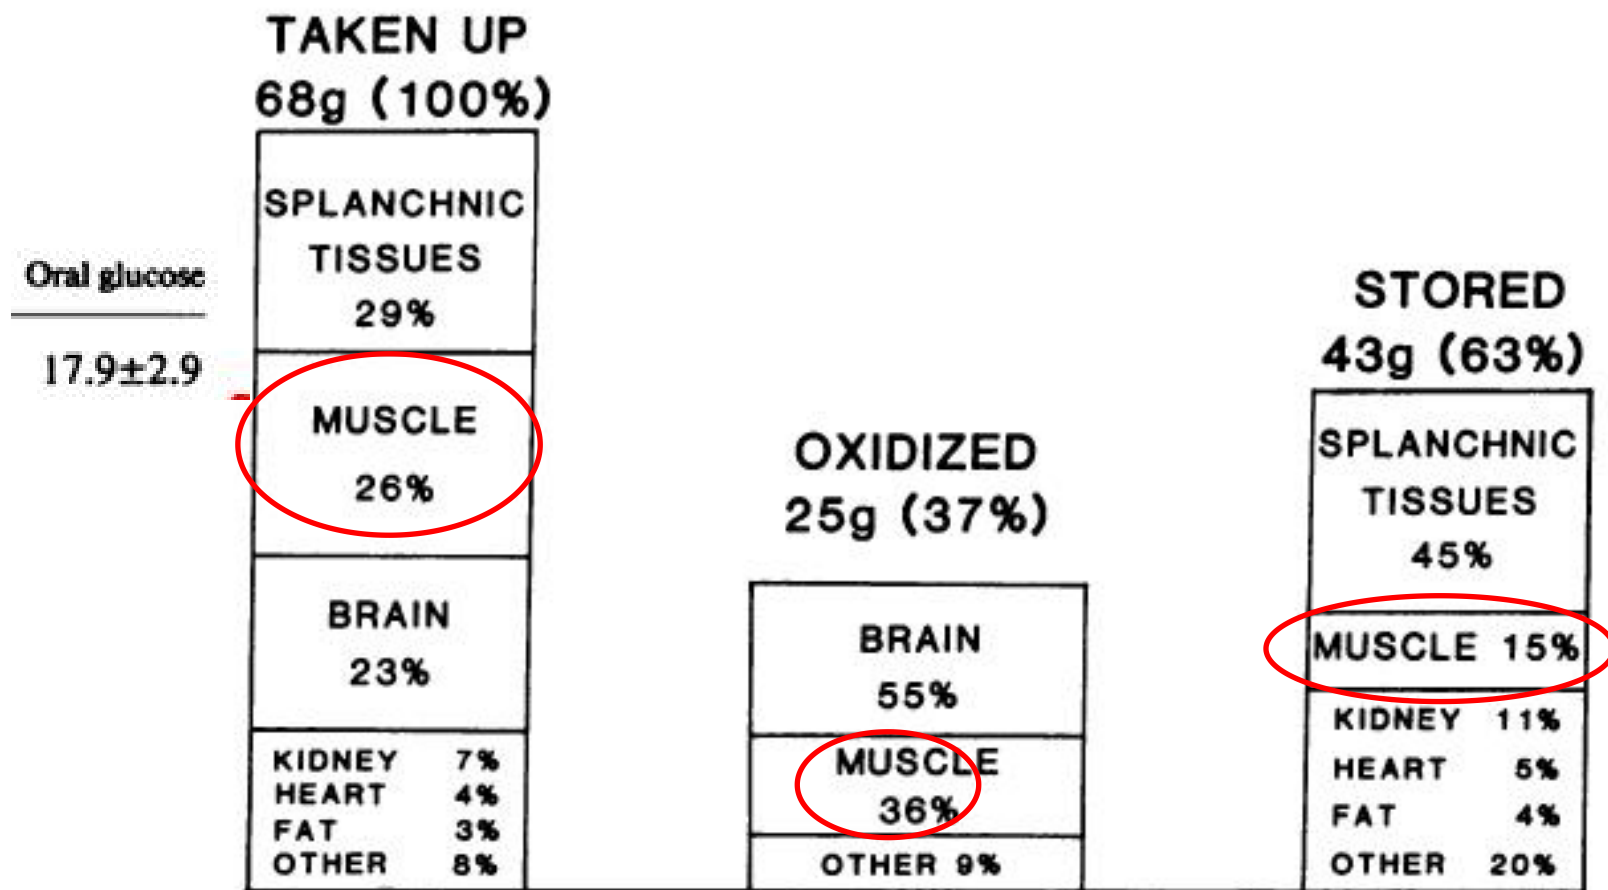 TAKEN UP
68g (100%)
SPLANCHNIC
TISSUES
29%
Oral glucose
17.9±2.9
MUSCLE
26%
BRAIN
23%
KIDNEY 7%
HEART 4%
FAT 3%
OTHER 8%
OXIDIZED
25g (37%)
BRAIN
55%
MUSCLE
36%
OTHER 9%
STORED
43g (63%)
SPLANCHNIC
TISSUES
45%
MUSCLE 15%
KIDNEY 11%
HEART 5%
FAT 4%
OTHER 20%